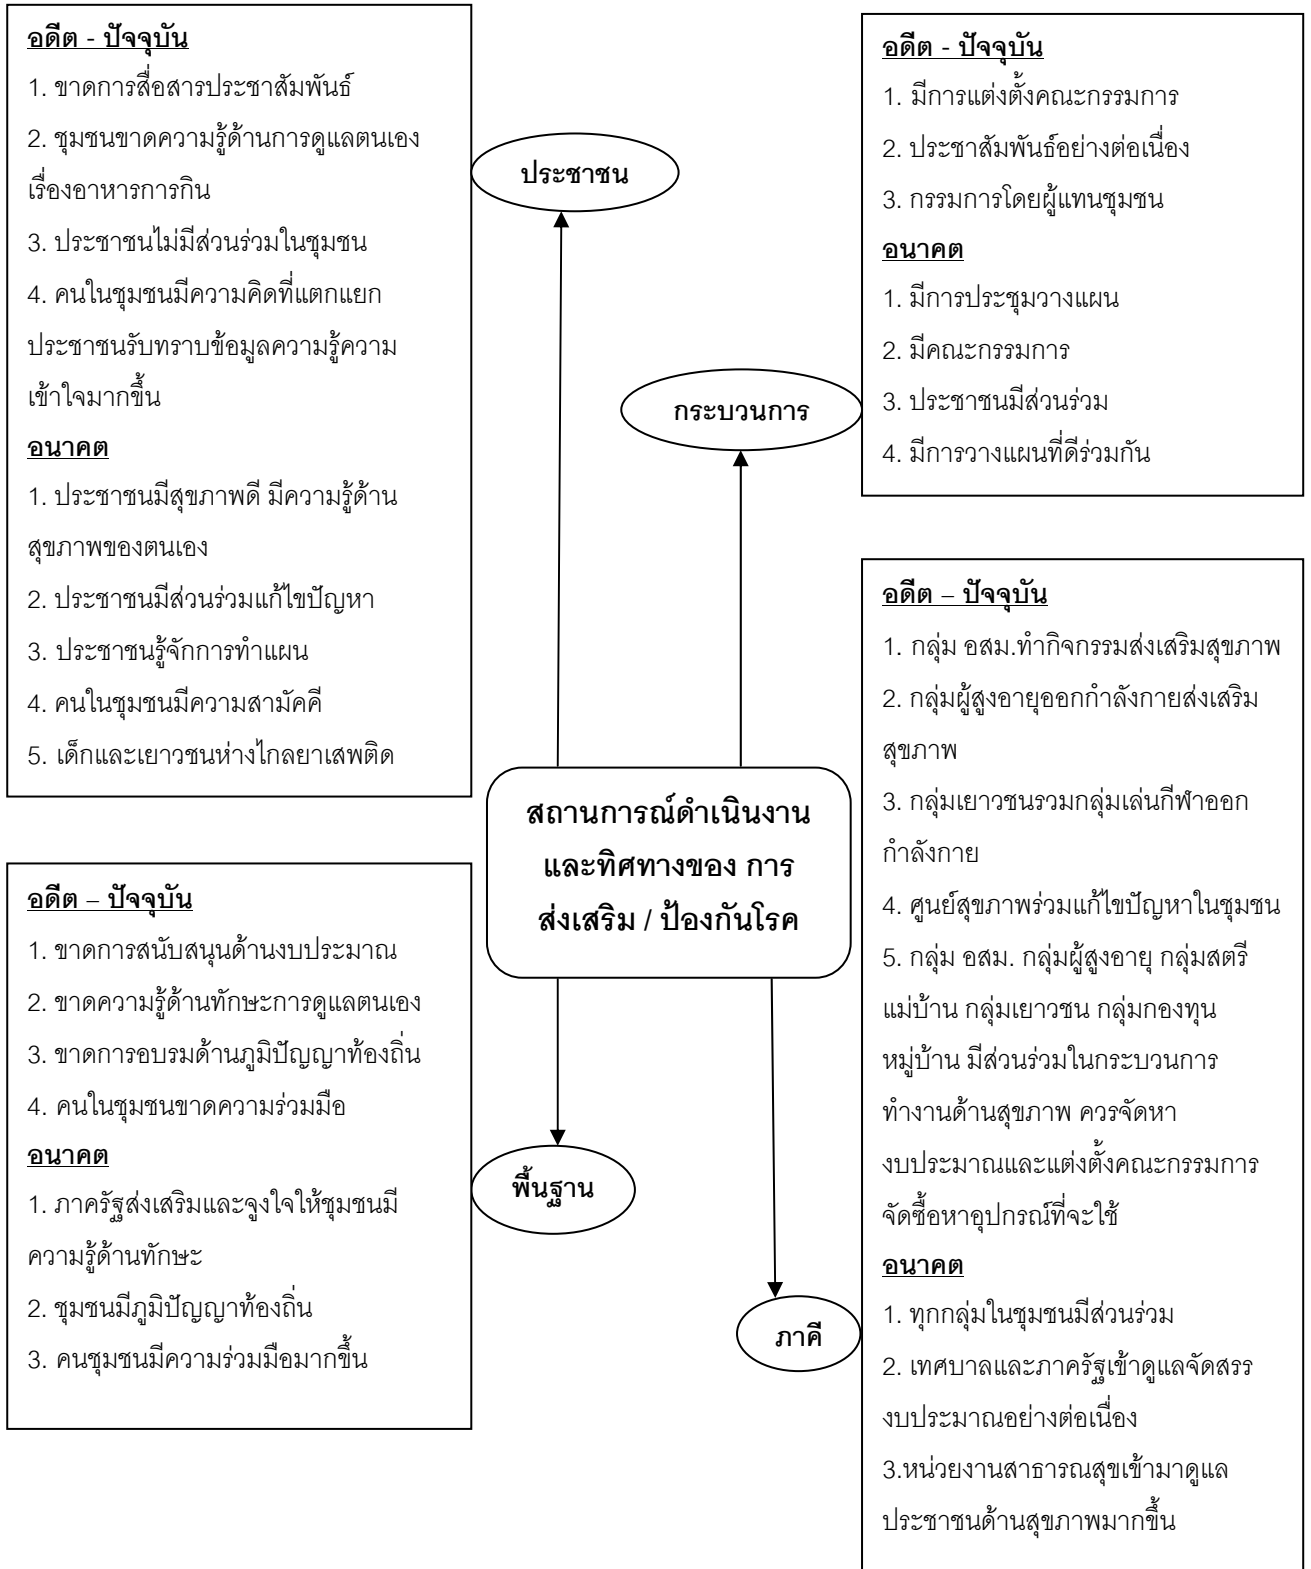 อดีต - ปัจจุบัน
1. ขาดการสื่อสารประชาสัมพันธ์
2. ชุมชนขาดความรู้ด้านการดูแลตนเอง
เรื่องอาหารการกิน
3. ประชาชนไม่มีส่วนร่วมในชุมชน
4. คนในชุมชนมีความคิดที่แตกแยก
ประชาชนรับทราบข้อมูลความรู้ความ
เข้าใจมากขึ้น
อนาคต
1. ประชาชนมีสุขภาพดี มีความรู้ด้าน
สุขภาพของตนเอง
2. ประชาชนมีส่วนร่วมแก้ไขปัญหา
3. ประชาชนรู้จักการทำแผน
4. คนในชุมชนมีความสามัคคี
5. เด็กและเยาวชนห่างไกลยาเสพติด
ประชาชน
อดีต - ปัจจุบัน
1. มีการแต่งตั้งคณะกรรมการ
2. ประชาสัมพันธ์อย่างต่อเนื่อง
3. กรรมการโดยผู้แทนชุมชน
อนาคต
1. มีการประชุมวางแผน
2. มีคณะกรรมการ
3. ประชาชนมีส่วนร่วม
4. มีการวางแผนที่ดีร่วมกัน
กระบวนการ
สถานการณ์ดำเนินงาน
และทิศทางของ การ
ส่งเสริม / ป้องกันโรค
อดีต – ปัจจุบัน
1. ขาดการสนับสนุนด้านงบประมาณ
2. ขาดความรู้ด้านทักษะการดูแลตนเอง
3. ขาดการอบรมด้านภูมิปัญญาท้องถิ่น
4. คนในชุมชนขาดความร่วมมือ
อนาคต
1. ภาครัฐส่งเสริมและจูงใจให้ชุมชนมี
ความรู้ด้านทักษะ
2. ชุมชนมีภูมิปัญญาท้องถิ่น
3. คนชุมชนมีความร่วมมือมากขึ้น
พื้นฐาน
อดีต – ปัจจุบัน
1. กลุ่ม อสม.ทำกิจกรรมส่งเสริมสุขภาพ
2. กลุ่มผู้สูงอายุออกกำลังกายส่งเสริม
สุขภาพ
3. กลุ่มเยาวชนรวมกลุ่มเล่นกีฬาออก
กำลังกาย
4. ศูนย์สุขภาพร่วมแก้ไขปัญหาในชุมชน
5. กลุ่ม อสม. กลุ่มผู้สูงอายุ กลุ่มสตรี
แม่บ้าน กลุ่มเยาวชน กลุ่มกองทุน
หมู่บ้าน มีส่วนร่วมในกระบวนการ
ทำงานด้านสุขภาพ ควรจัดหา
งบประมาณและแต่งตั้งคณะกรรมการ
จัดซื้อหาอุปกรณ์ที่จะใช้
อนาคต
1. ทุกกลุ่มในชุมชนมีส่วนร่วม
2. เทศบาลและภาครัฐเข้าดูแลจัดสรร
งบประมาณอย่างต่อเนื่อง
3.หน่วยงานสาธารณสุขเข้ามาดูแล
ประชาชนด้านสุขภาพมากขึ้น
ภาคี